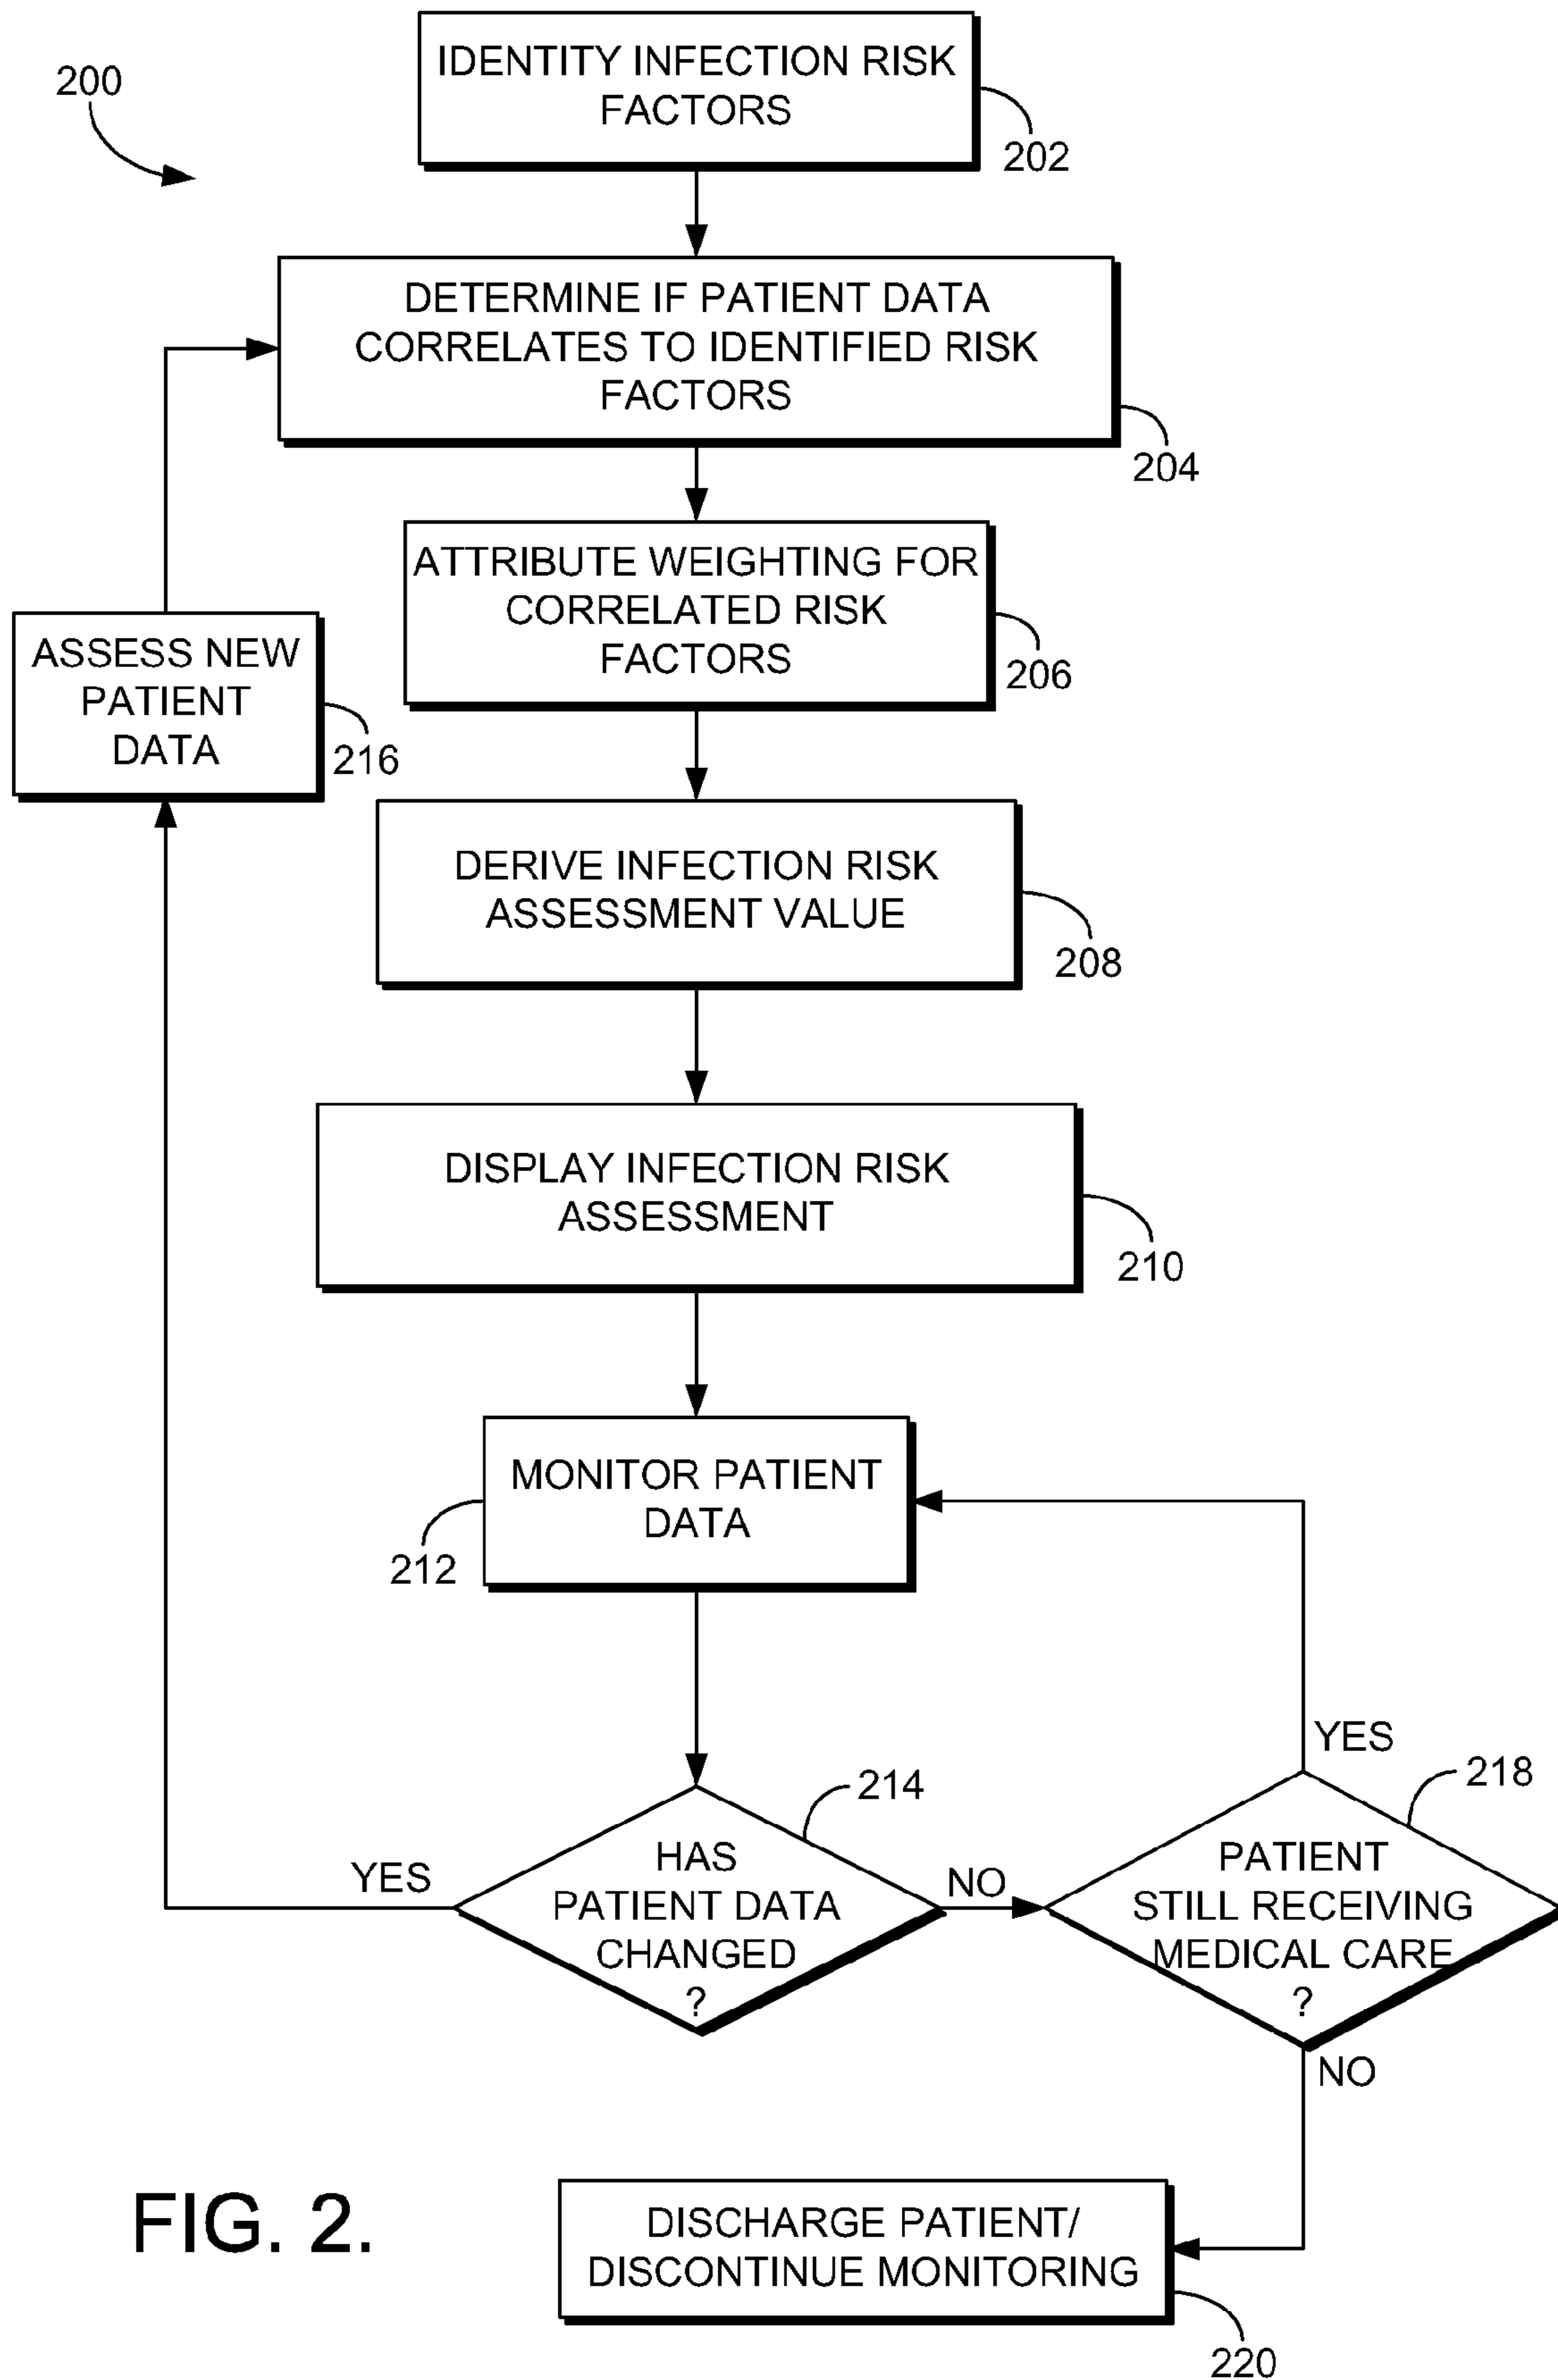 200
IDENTITY INFECTION RISK
FACTORS
202
DETERMINE IF PATIENT DATA
CORRELATES TO IDENTIFIED RISK
FACTORS
204
ATTRIBUTE WEIGHTING FOR
CORRELATED RISK
FACTORS
206
ASSESS NEW
PATIENT
DATA
216
DERIVE INFECTION RISK
ASSESSMENT VALUE
208
DISPLAY INFECTION RISK
ASSESSMENT
210
MONITOR PATIENT
DATA
212
HAS
PATIENT DATA
CHANGED
?
214
YES
NO
PATIENT
STILL RECEIVING
MEDICAL CARE
?
218
YES
NO
DISCHARGE PATIENT/
DISCONTINUE MONITORING
220
FIG. 2.